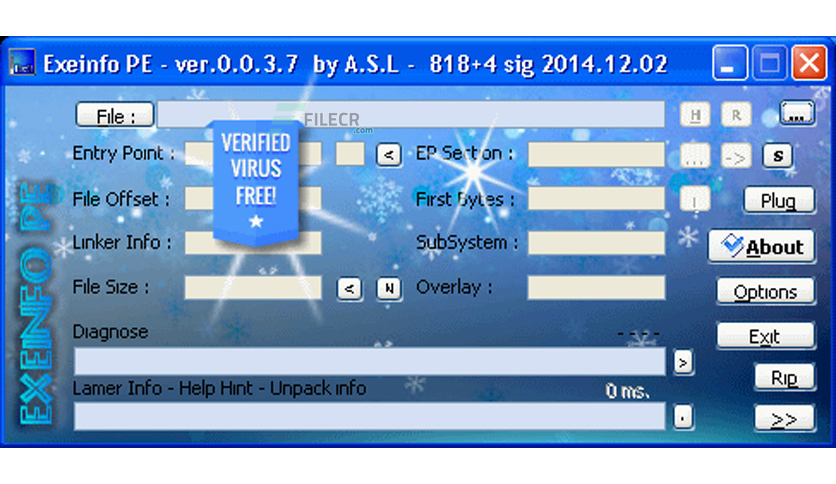 Exeinfo PE - ver.0.0.3.7 by A.S.L - 818+4 sig 2014.12.02
File :
FILECR
.com
H
R
...
VERIFIED
VIRUS
FREE!
Entry Point :
<
EP Section :
...
->
S
File Offset :
First Bytes :
Plug
Linker Info :
SubSystem :
About
File Size :
<
N
Overlay :
Options
Diagnose
- - - -
Exit
>
Lamer Info - Help Hint - Unpack info
0 ms.
Rip
.
>>
EXEINFO PE